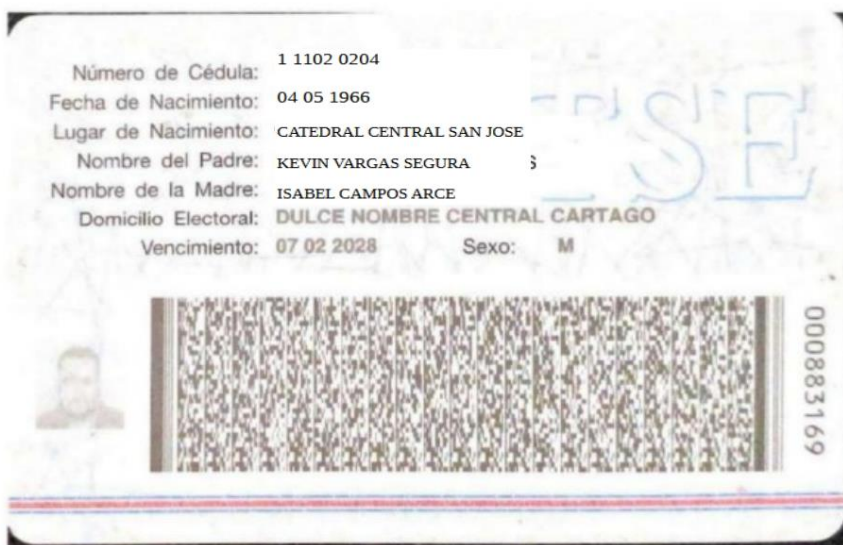 Número de Cédula: 1 1102 0204
Fecha de Nacimiento: 04 05 1966
Lugar de Nacimiento: CATEDRAL CENTRAL SAN JOSE
Nombre del Padre: KEVIN VARGAS SEGURA S
Nombre de la Madre: ISABEL CAMPOS ARCE
Domicilio Electoral: DULCE NOMBRE CENTRAL CARTAGO
Vencimiento: 07 02 2028 Sexo: M
SE
000883169